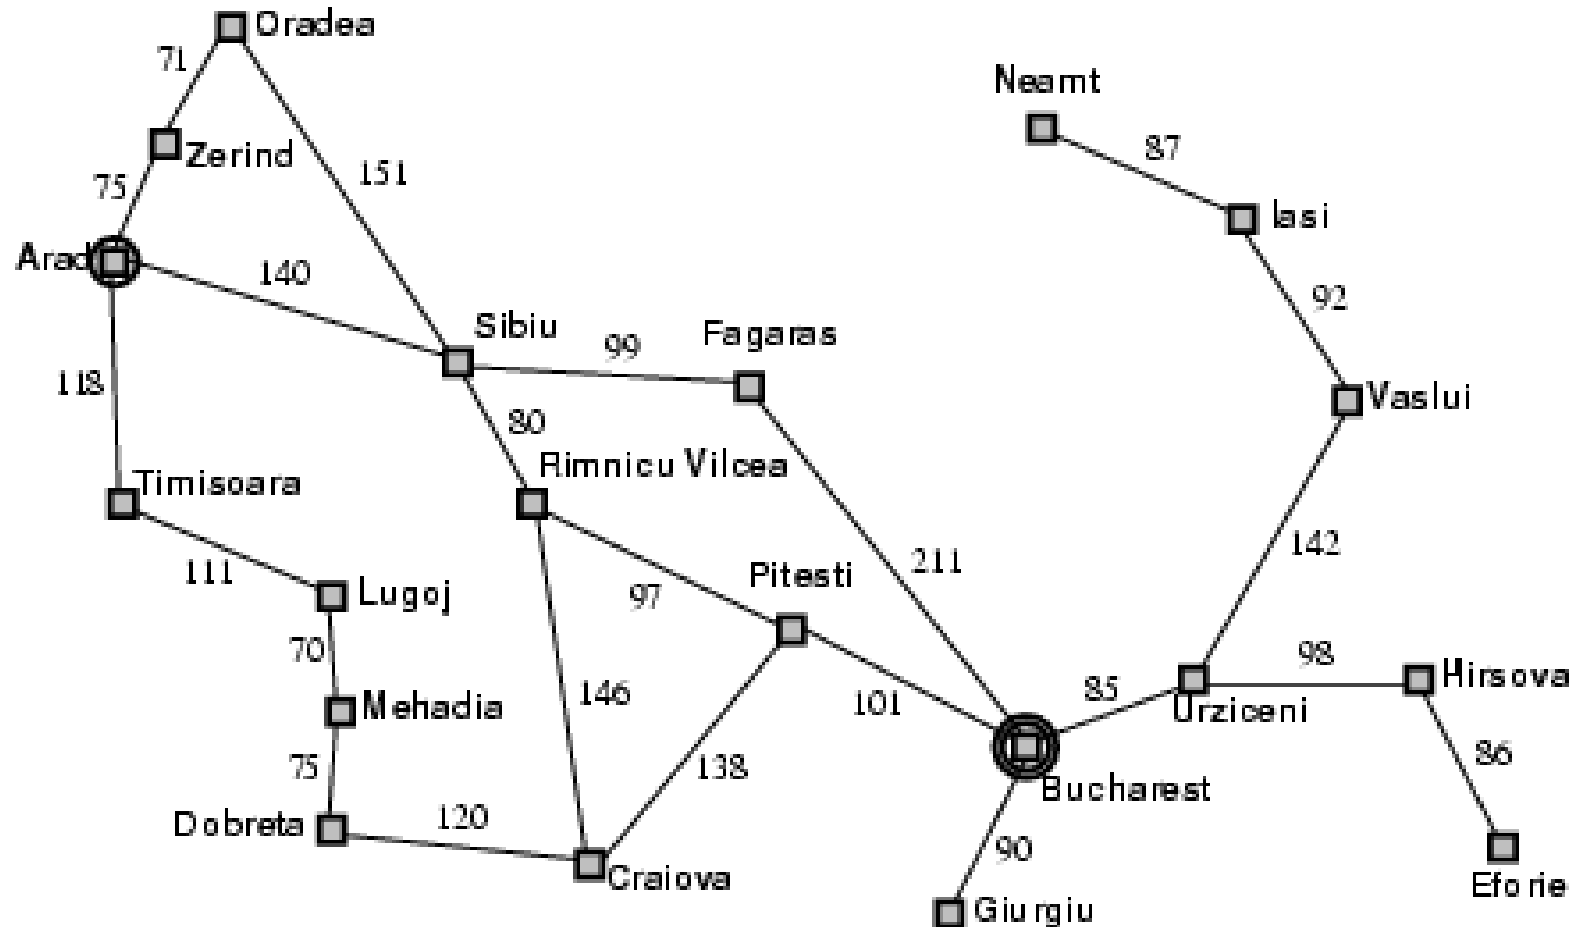 Oradea
71
Neamt
87
Zerind
75
151
Iasi
Arad
140
92
Sibiu
Fagaras
99
118
80
Vaslui
Rimnicu Vilcea
Timisoara
142
211
111
Pitesti
Lugoj
97
70
98
Hirsova
146
85
101
Urziceni
Mehadia
75
138
86
Bucharest
Dobreta
120
90
Craiova
Eforie
Giurgiu